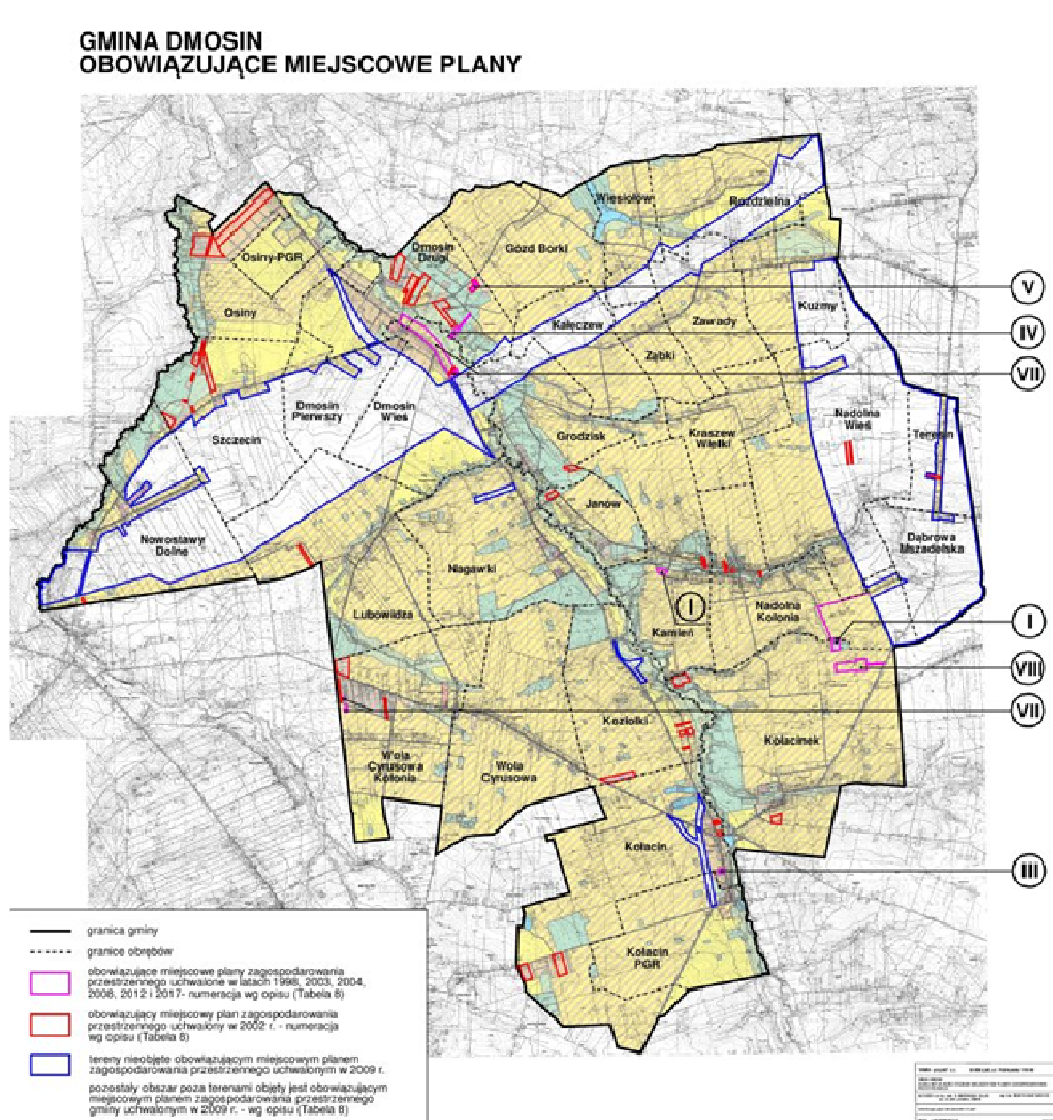 GMINA DMOSIN
OBOWIĄZUJĄCE MIEJSCOWE PLANY
Wiesiołów
Rozdzielna
Dmosin
Drugi
Gózd Borki
Osiny-PGR
V
Kuźmy
Osiny
Kałęczew
Zawady
IV
Ząbki
VII
Dmosin
Pierwszy
Dmosin
Wieś
Nadolna
Wieś
Szczecin
Grodzisk
Kraszew
Wielki
Teresin
Janów
Nowostawy
Dolne
Dąbrowa
Mszadelska
Nagawki
Lubowidza
I
Nadolna
Kolonia
Kamień
I
VIII
VII
Koziołki
Kołacinek
Wola
Cyrusowa
Kolonia
Wola
Cyrusowa
Kołacin
III
Kołacin
PGR
granica gminy
granice obrębów
obowiązujące miejscowe plany zagospodarowania
przestrzennego uchwalone w latach 1998, 2003, 2004,
2008, 2012 i 2017- numeracja wg opisu (Tabela 8)
obowiązujący miejscowy plan zagospodarowania
przestrzennego uchwalony w 2002 r. - numeracja
wg opisu (Tabela 8)
tereny nieobjęte obowiązującym miejscowym planem
zagospodarowania przestrzennego uchwalonym w 2009 r.
pozostały obszar poza terenami objęty jest obowiązującym
miejscowym planem zagospodarowania przestrzennego
gminy uchwalonym w 2009 r. - wg opisu (Tabela 8)